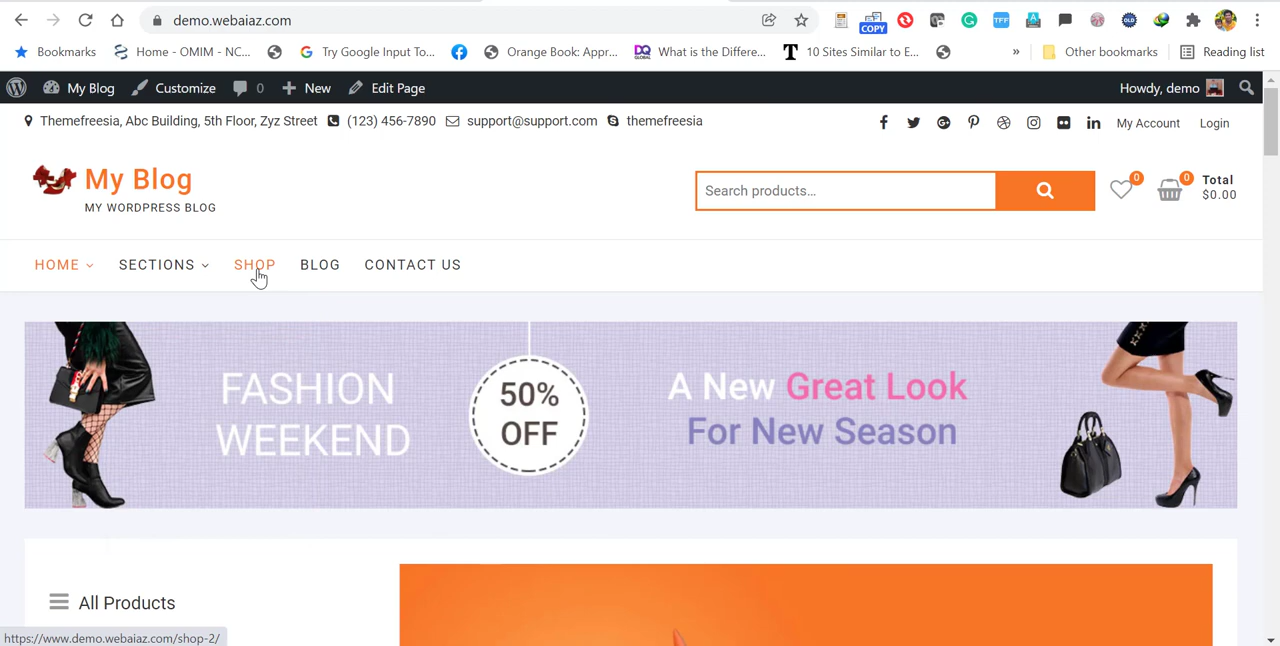 demo.webaiaz.com
COPY
TFF
A
OLD
Bookmarks
Home - OMIM - NC...
Try Google Input To...
Orange Book: Appr...
DQ GLOBAL
What is the Differe...
T
10 Sites Similar to E...
»
Other bookmarks
Reading list
My Blog
Customize
0
New
Edit Page
Howdy, demo
Themefreesia, Abc Building, 5th Floor, Zyz Street
(123) 456-7890
support@support.com
themefreesia
My Account
Login
My Blog
MY WORDPRESS BLOG
Search products...
0
0
Total
$0.00
HOME
SECTIONS
SHOP
BLOG
CONTACT US
FASHION
WEEKEND
50%
OFF
A New Great Look
For New Season
All Products
https://www.demo.webaiaz.com/shop-2/